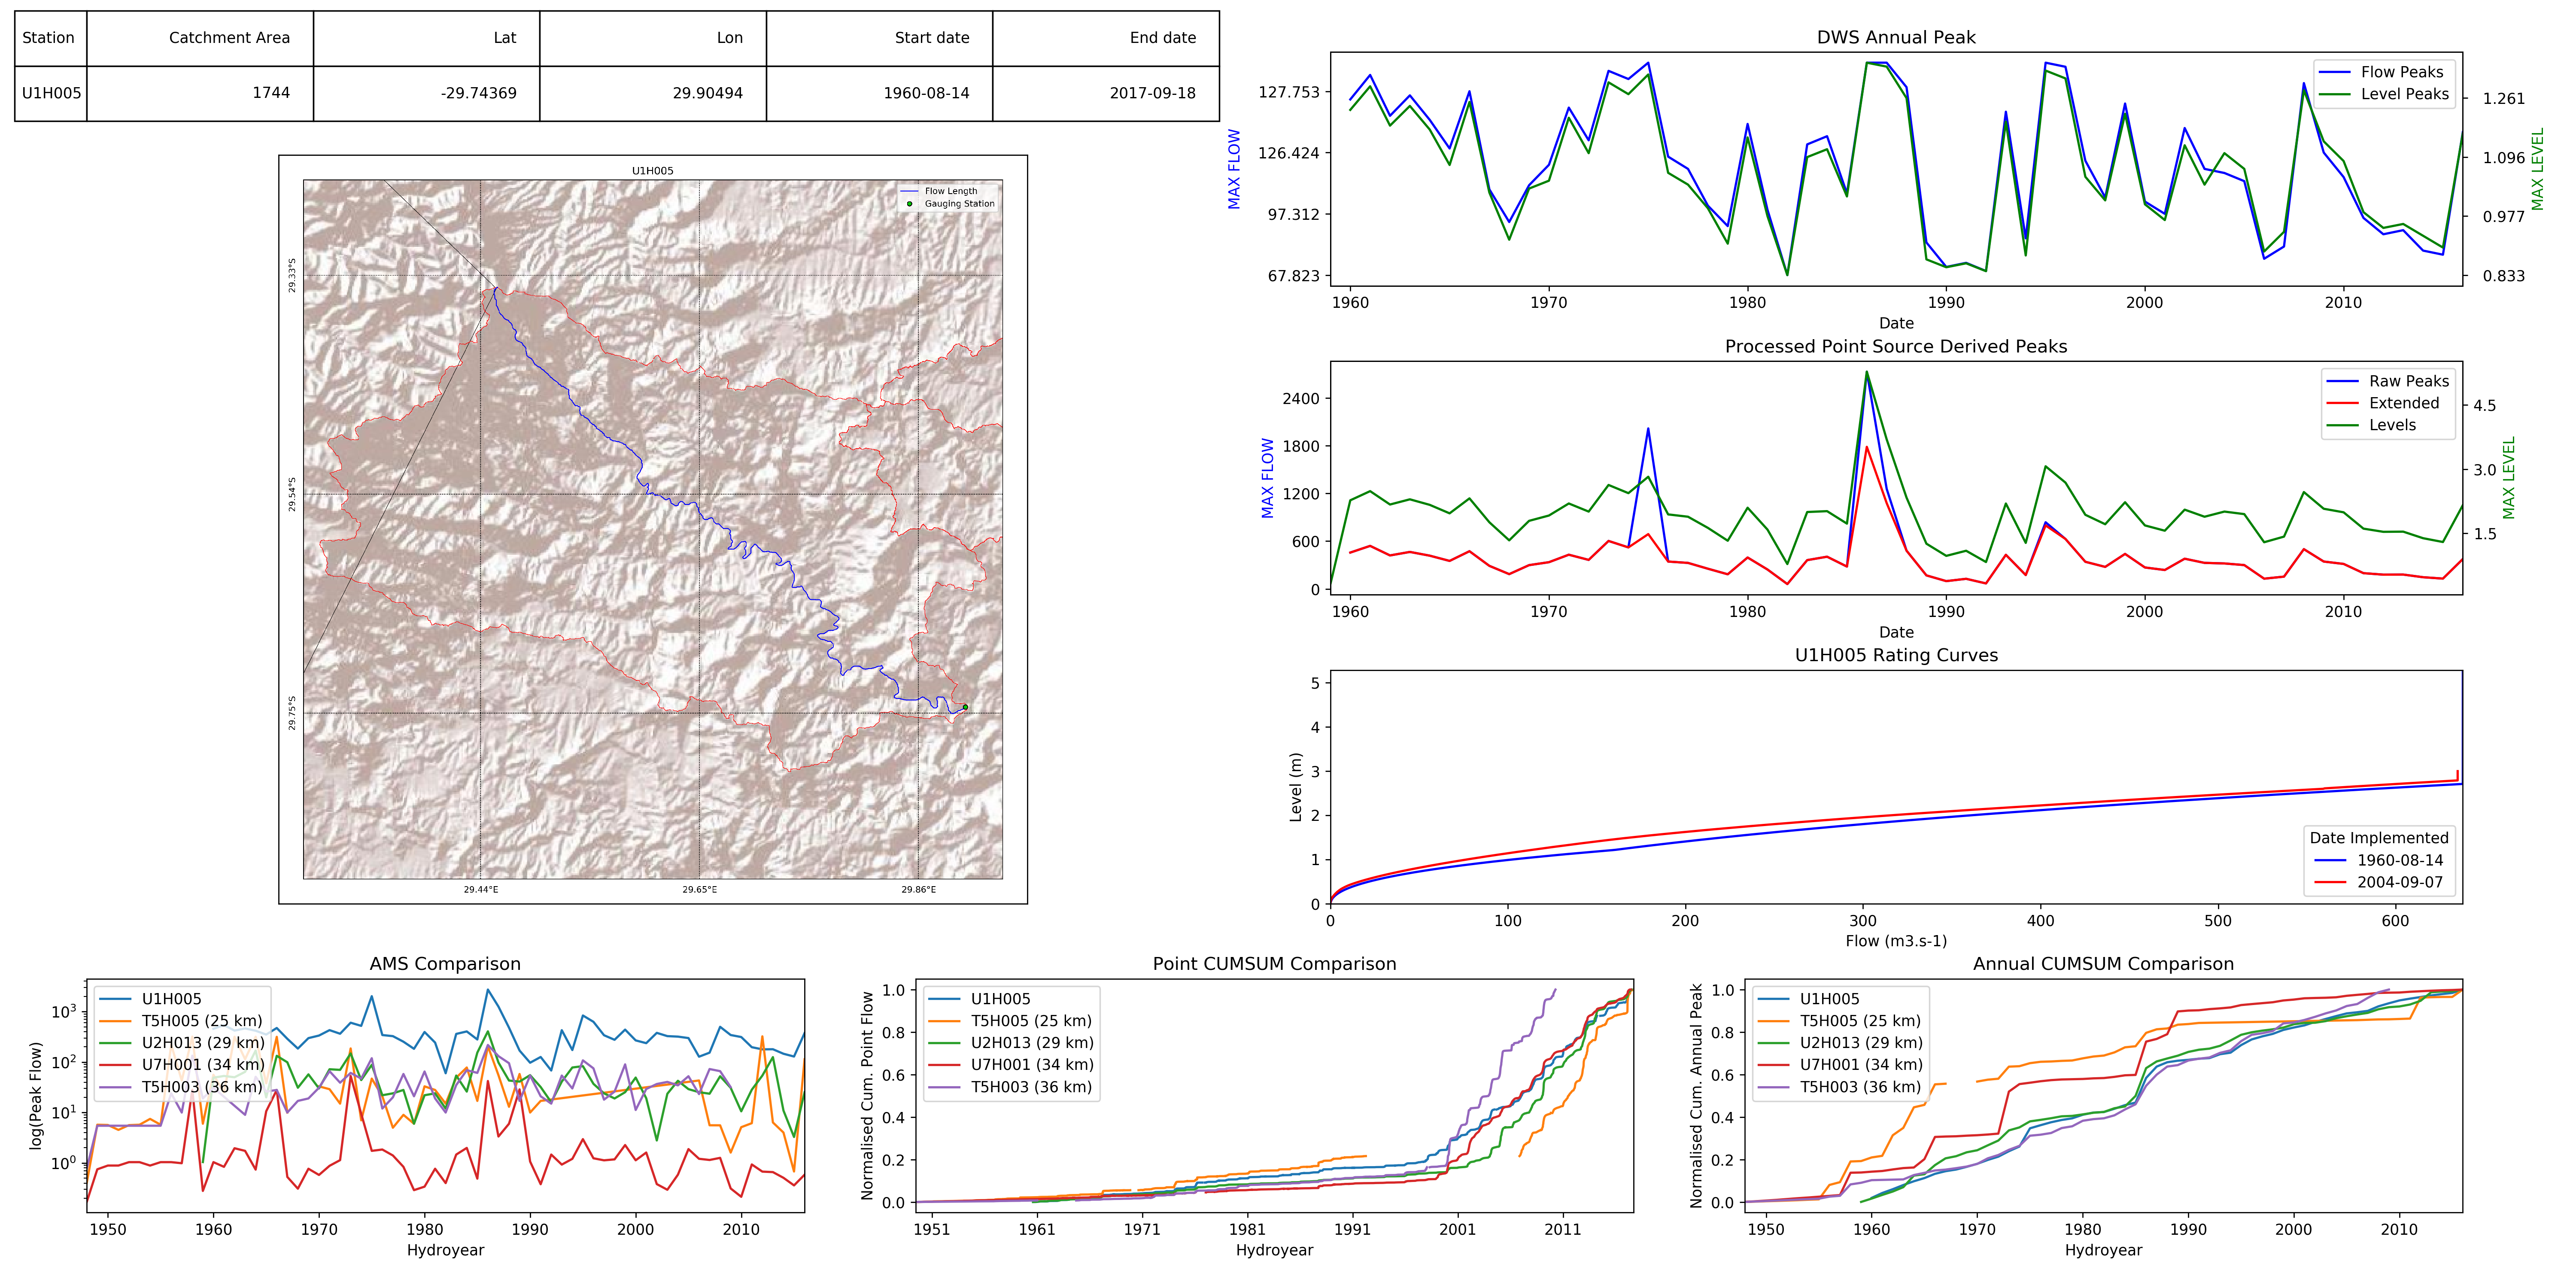 Station Catchment Area Lat Lon Start date End date
U1H005 1744 -29.74369 29.90494 1960-08-14 2017-09-18
U1H005
Flow Length
Gauging Station
29.33°S
29.54°S
29.75°S
29.44°E 29.65°E 29.86°E
DWS Annual Peak
Flow Peaks
Level Peaks
MAX FLOW
127.753
126.424
97.312
67.823
1.261
1.096
0.977
0.833
MAX LEVEL
1960 1970 1980 1990 2000 2010
Date
Processed Point Source Derived Peaks
Raw Peaks
Extended
Levels
MAX FLOW
2400
1800
1200
600
0
4.5
3.0
1.5
MAX LEVEL
1960 1970 1980 1990 2000 2010
Date
U1H005 Rating Curves
Level (m)
5
4
3
2
1
0
Date Implemented
1960-08-14
2004-09-07
0 100 200 300 400 500 600
Flow (m3.s-1)
AMS Comparison
U1H005
T5H005 (25 km)
U2H013 (29 km)
U7H001 (34 km)
T5H003 (36 km)
log(Peak Flow)
10³
10²
10¹
10⁰
1950 1960 1970 1980 1990 2000 2010
Hydroyear
Point CUMSUM Comparison
U1H005
T5H005 (25 km)
U2H013 (29 km)
U7H001 (34 km)
T5H003 (36 km)
Normalised Cum. Point Flow
1.0
0.8
0.6
0.4
0.2
0.0
1951 1961 1971 1981 1991 2001 2011
Hydroyear
Annual CUMSUM Comparison
U1H005
T5H005 (25 km)
U2H013 (29 km)
U7H001 (34 km)
T5H003 (36 km)
Normalised Cum. Annual Peak
1.0
0.8
0.6
0.4
0.2
0.0
1950 1960 1970 1980 1990 2000 2010
Hydroyear